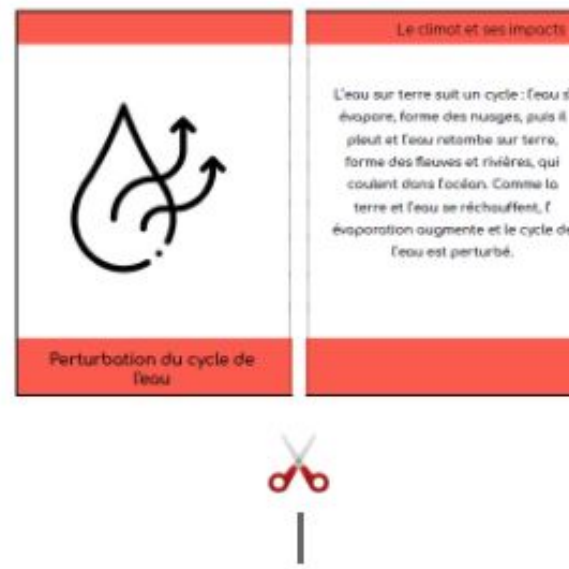 Perturbation du cycle de
l'eau
Le climat et ses impacts
L'eau sur terre suit un cycle : l'eau s'
évapore, forme des nuages, puis il
pleut et l'eau retombe sur terre,
forme des fleuves et rivières, qui
coulent dans l'océan. Comme la
terre et l'eau se réchauffent, l'
évaporation augmente et le cycle de
l'eau est perturbé.